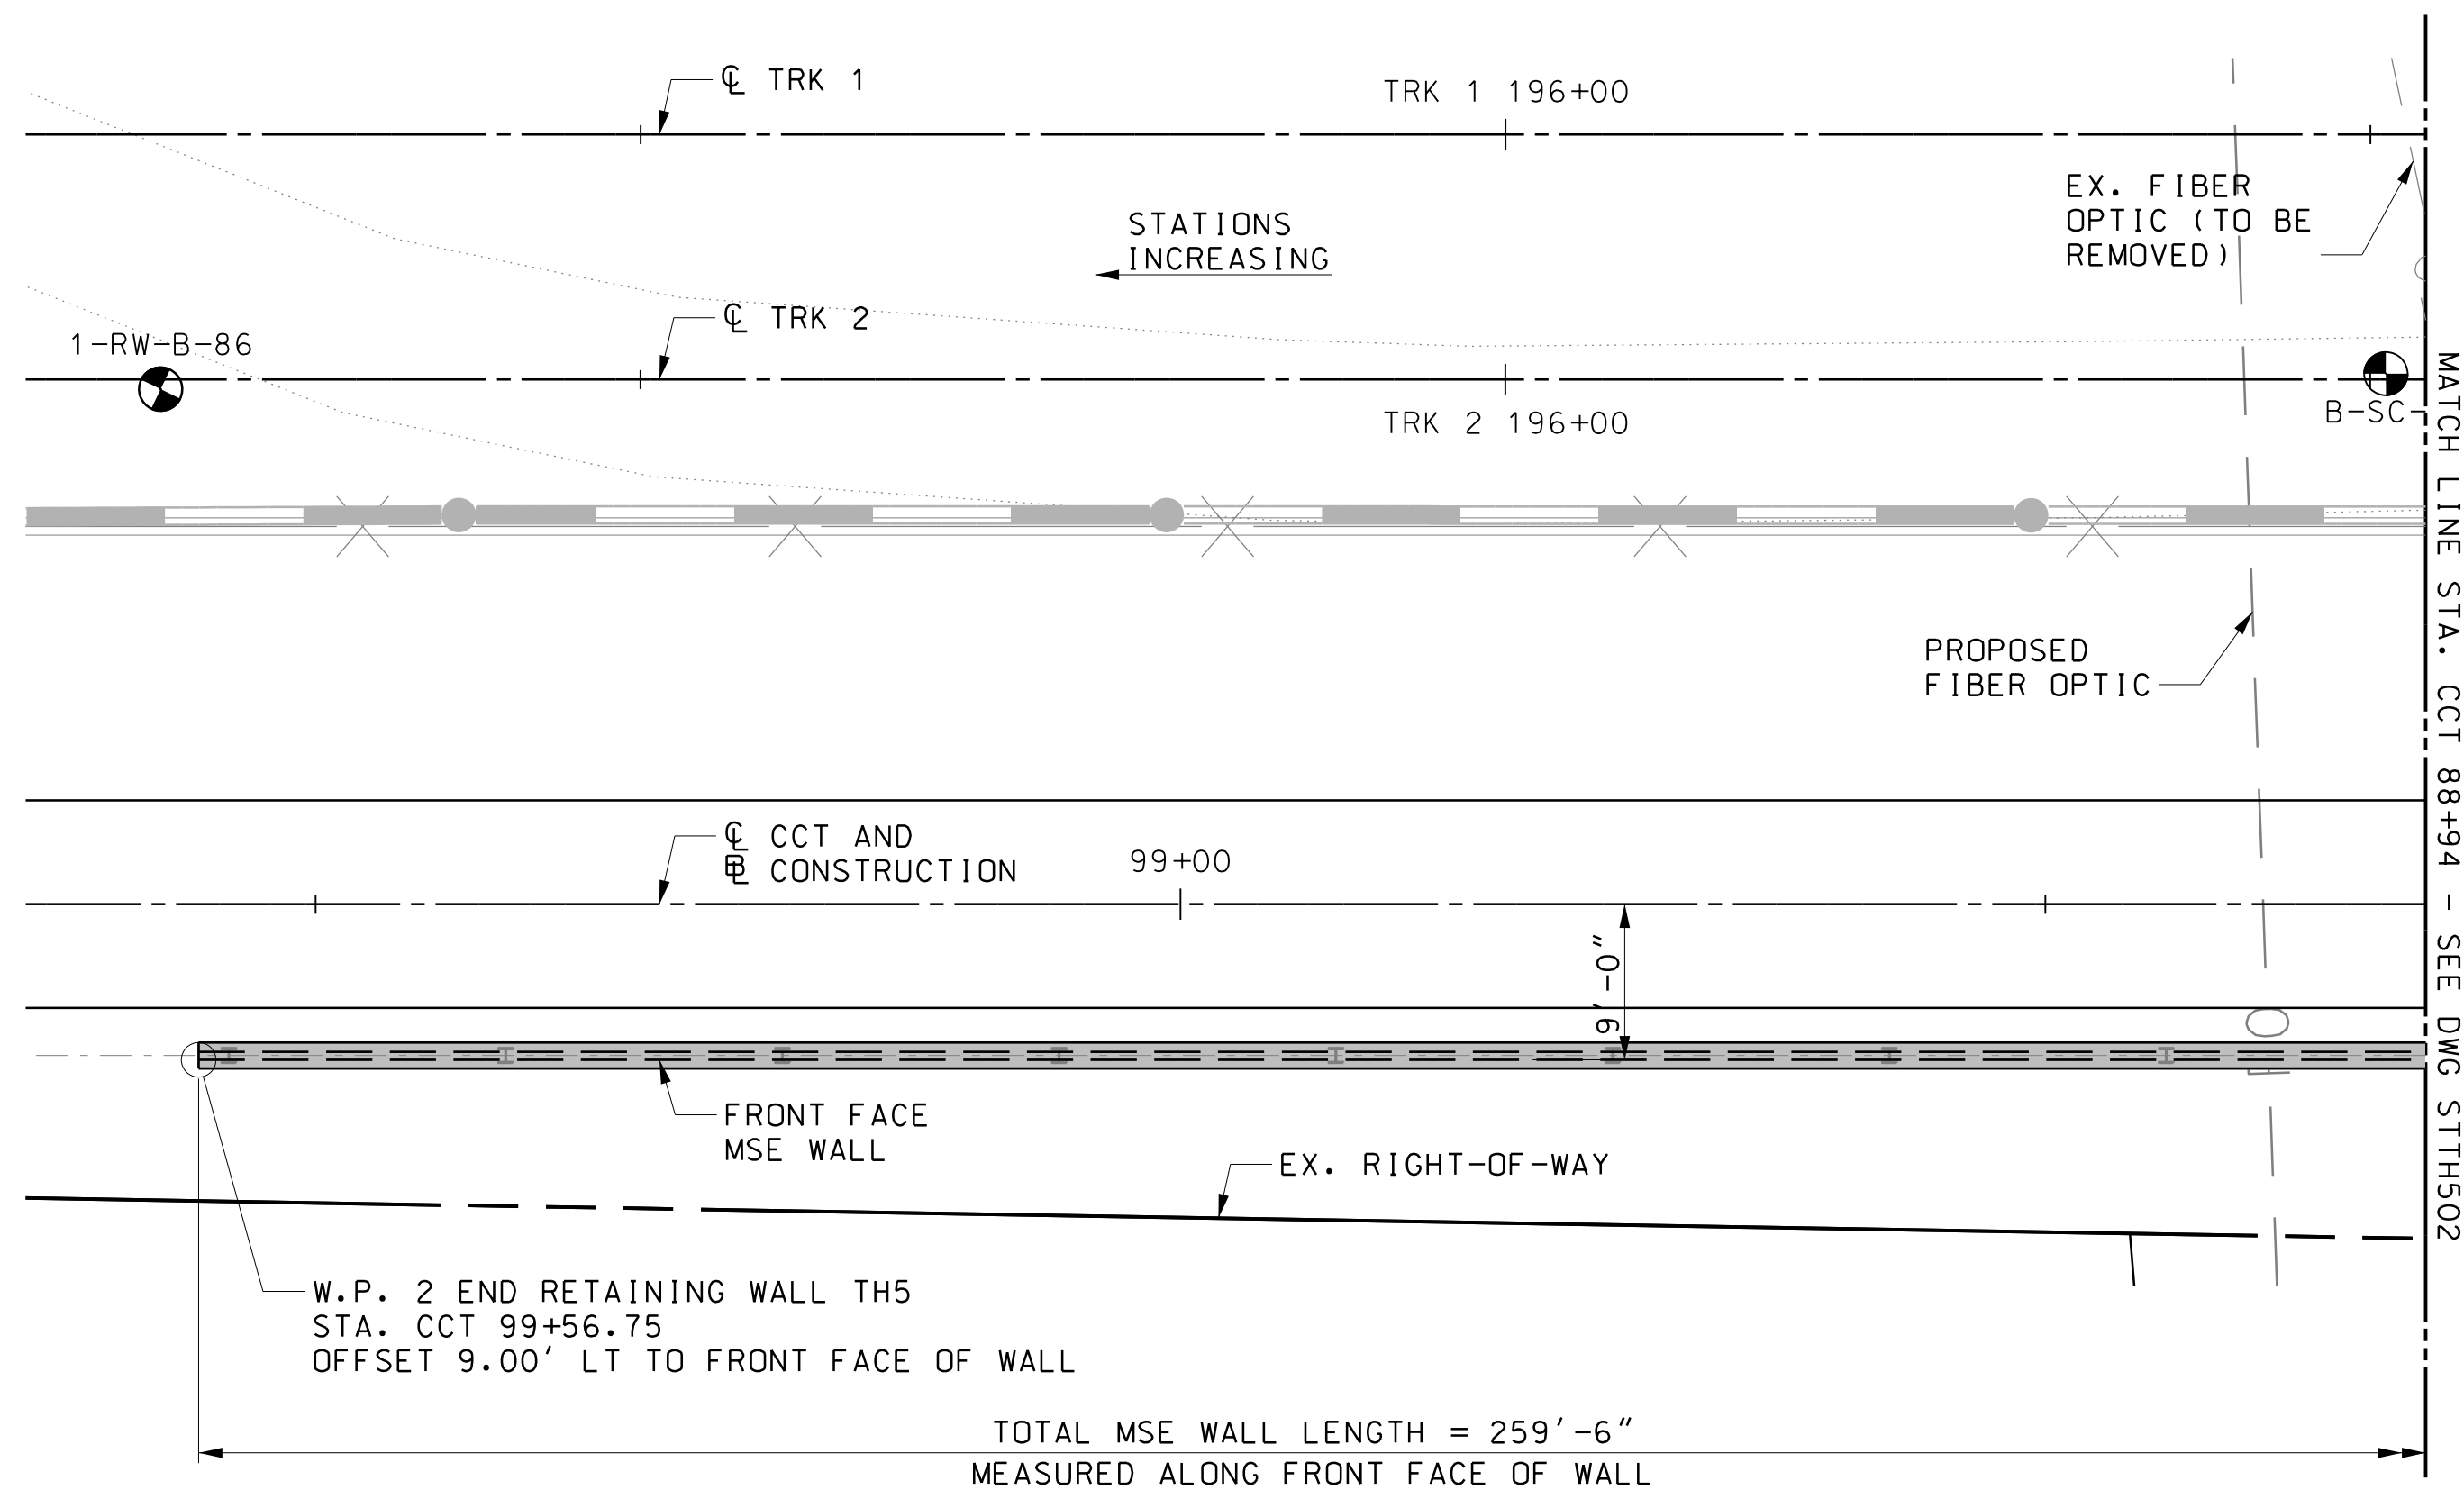 ℄ TRK 1
TRK 1 196+00
EX. FIBER
OPTIC (TO BE
REMOVED)
STATIONS
INCREASING
℄ TRK 2
1-RW-B-86
TRK 2 196+00
B-SC-
MATCH LINE STA. CCT 88+94 - SEE DWG STTH502
PROPOSED
FIBER OPTIC
℄ CCT AND
BL CONSTRUCTION
99+00
9'-0"
FRONT FACE
MSE WALL
EX. RIGHT-OF-WAY
W.P. 2 END RETAINING WALL TH5
STA. CCT 99+56.75
OFFSET 9.00' LT TO FRONT FACE OF WALL
TOTAL MSE WALL LENGTH = 259'-6"
MEASURED ALONG FRONT FACE OF WALL